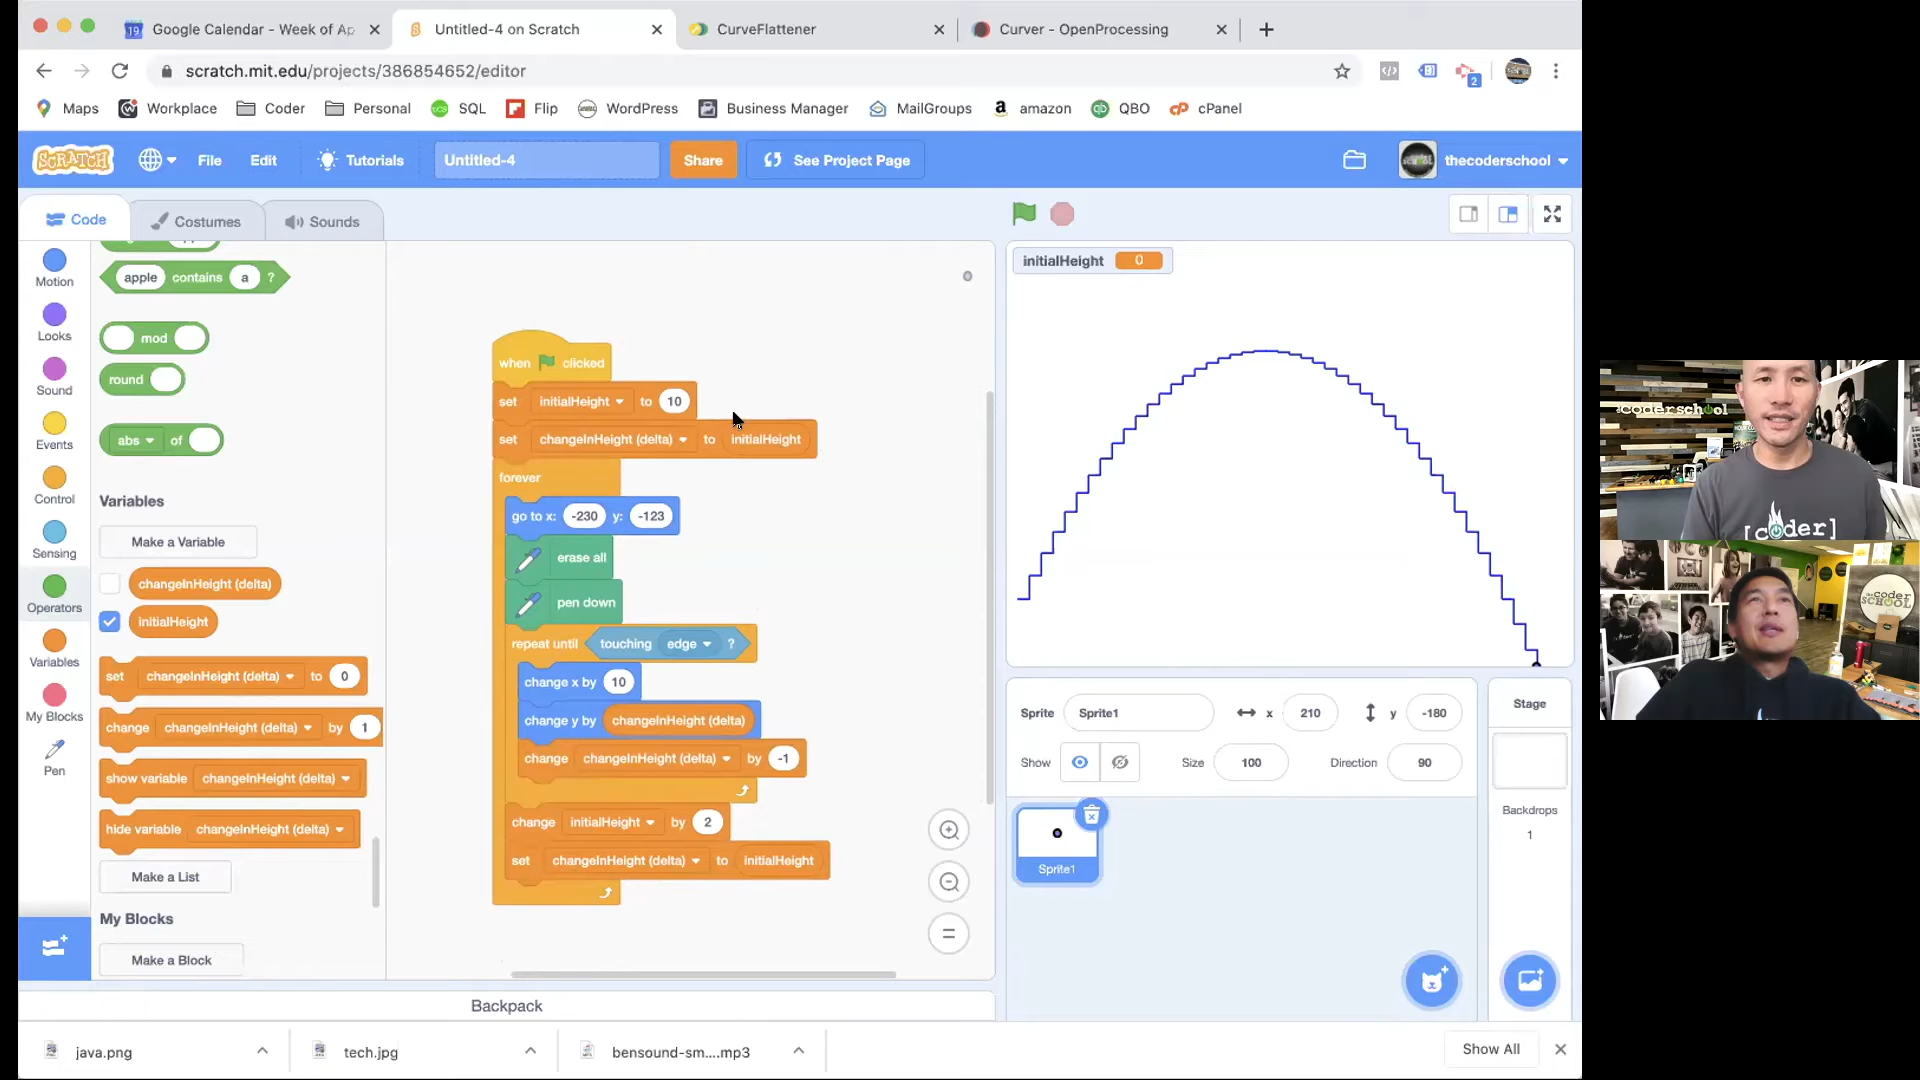 Google Calendar - Week of Ap
Untitled-4 on Scratch
CurveFlattener
Curver - OpenProcessing
scratch.mit.edu/projects/386854652/editor
2
Maps
Workplace
Coder
Personal
SQL
Flip
WordPress
Business Manager
MailGroups
amazon
QBO
cPanel
SCRATCH
File
Edit
Tutorials
Untitled-4
Share
See Project Page
thecoderschool
Code
Costumes
Sounds
Motion
Looks
Sound
Events
Control
Sensing
Operators
Variables
My Blocks
Pen
apple contains a ?
mod
round
abs of
Variables
Make a Variable
changeInHeight (delta)
initialHeight
set changeInHeight (delta) to 0
change changeInHeight (delta) by 1
show variable changeInHeight (delta)
hide variable changeInHeight (delta)
Make a List
My Blocks
Make a Block
when clicked
set initialHeight to 10
set changeInHeight (delta) to initialHeight
forever
go to x: -230 y: -123
erase all
pen down
repeat until touching edge ?
change x by 10
change y by changeInHeight (delta)
change changeInHeight (delta) by -1
change initialHeight by 2
set changeInHeight (delta) to initialHeight
Backpack
initialHeight 0
Sprite Sprite1 x 210 y -180
Show Size 100 Direction 90
Sprite1
Stage
Backdrops
1
java.png
tech.jpg
bensound-sm....mp3
Show All
thecoderschool
[coder]
the coder
SCHOOL